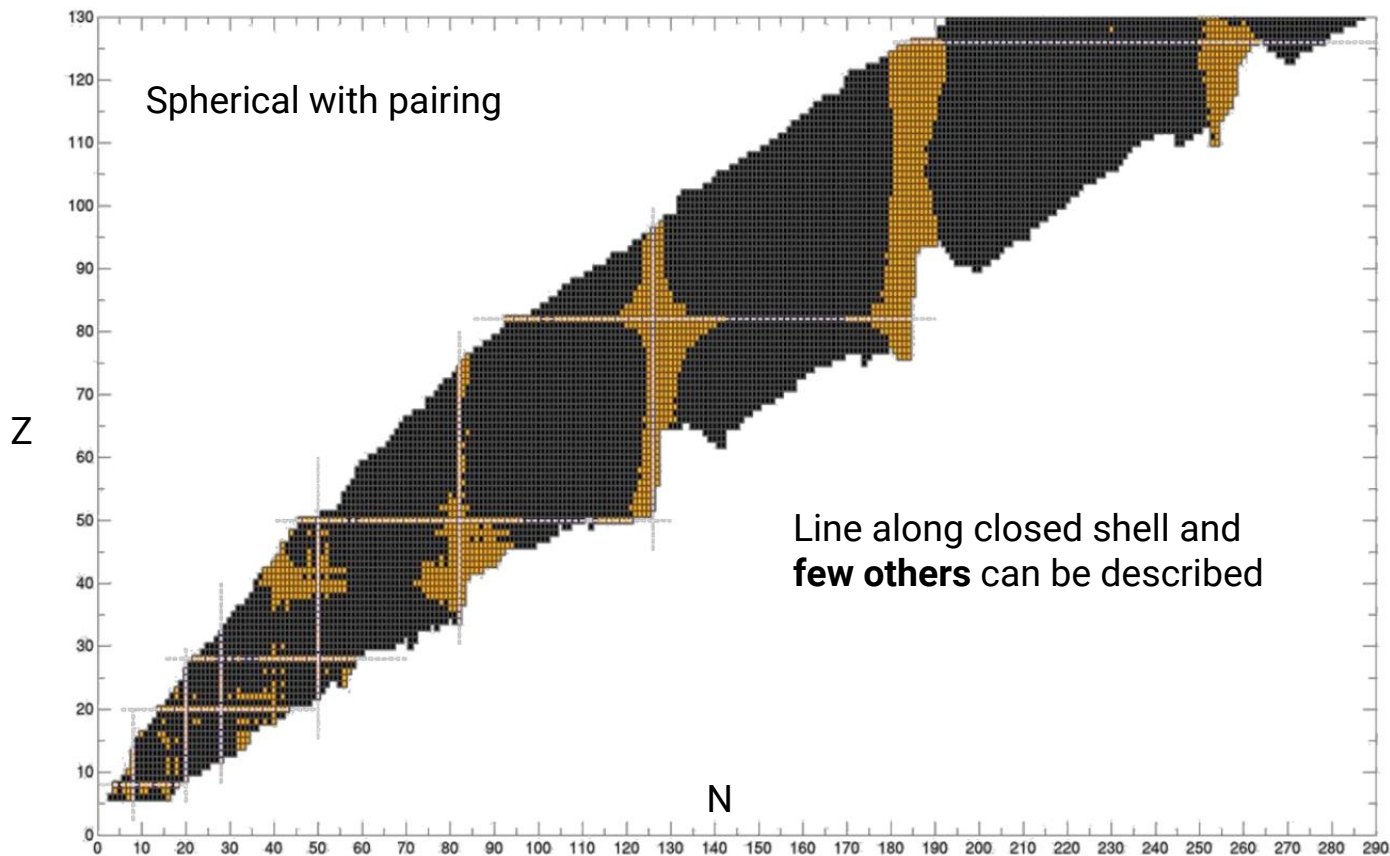 130
Spherical with pairing
120
110
100
90
80
70
Z
60
50
Line along closed shell and
few others can be described
40
30
20
10
N
0
0 10 20 30 40 50 60 70 80 90 100 110 120 130 140 150 160 170 180 190 200 210 220 230 240 250 260 270 280 290